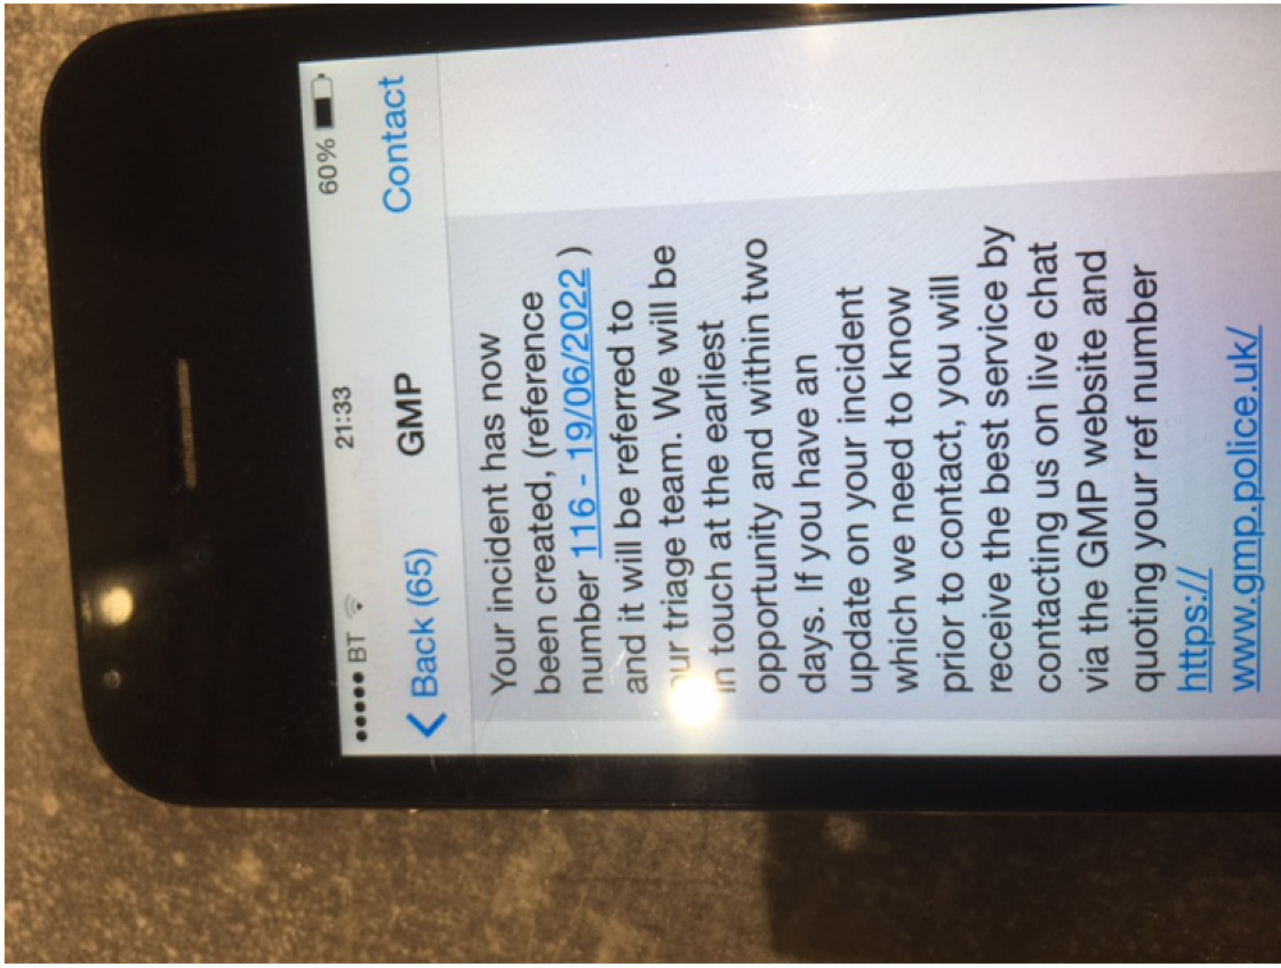 BT 21:33 60%
Back (65) GMP Contact
Your incident has now
been created, (reference
number 116 - 19/06/2022 )
and it will be referred to
our triage team. We will be
in touch at the earliest
opportunity and within two
days. If you have an
update on your incident
which we need to know
prior to contact, you will
receive the best service by
contacting us on live chat
via the GMP website and
quoting your ref number
https://
www.gmp.police.uk/